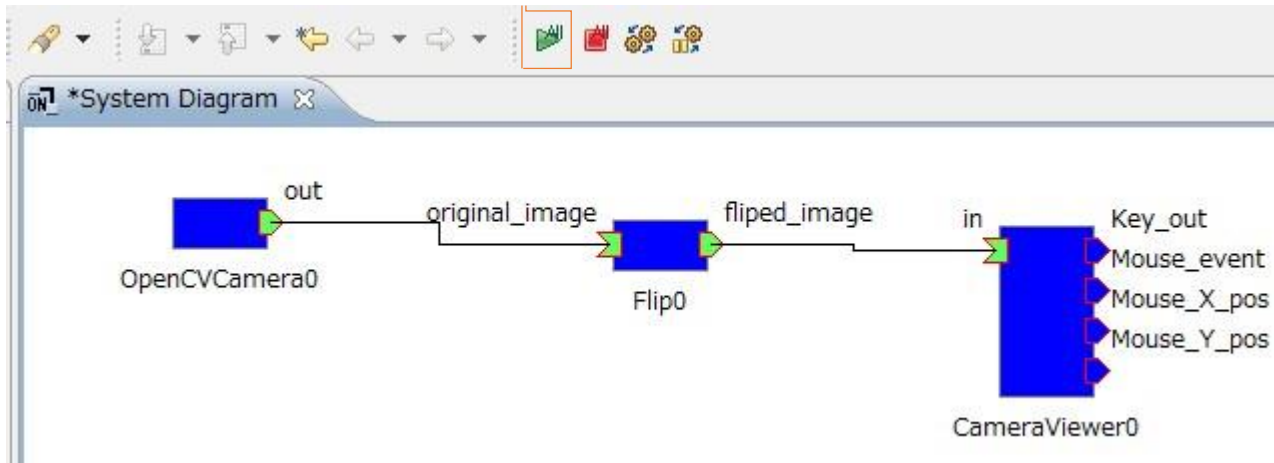 *System Diagram
out
original_image
fliped_image
in
Key_out
Mouse_event
Mouse_X_pos
Mouse_Y_pos
OpenCVCamera0
Flip0
CameraViewer0